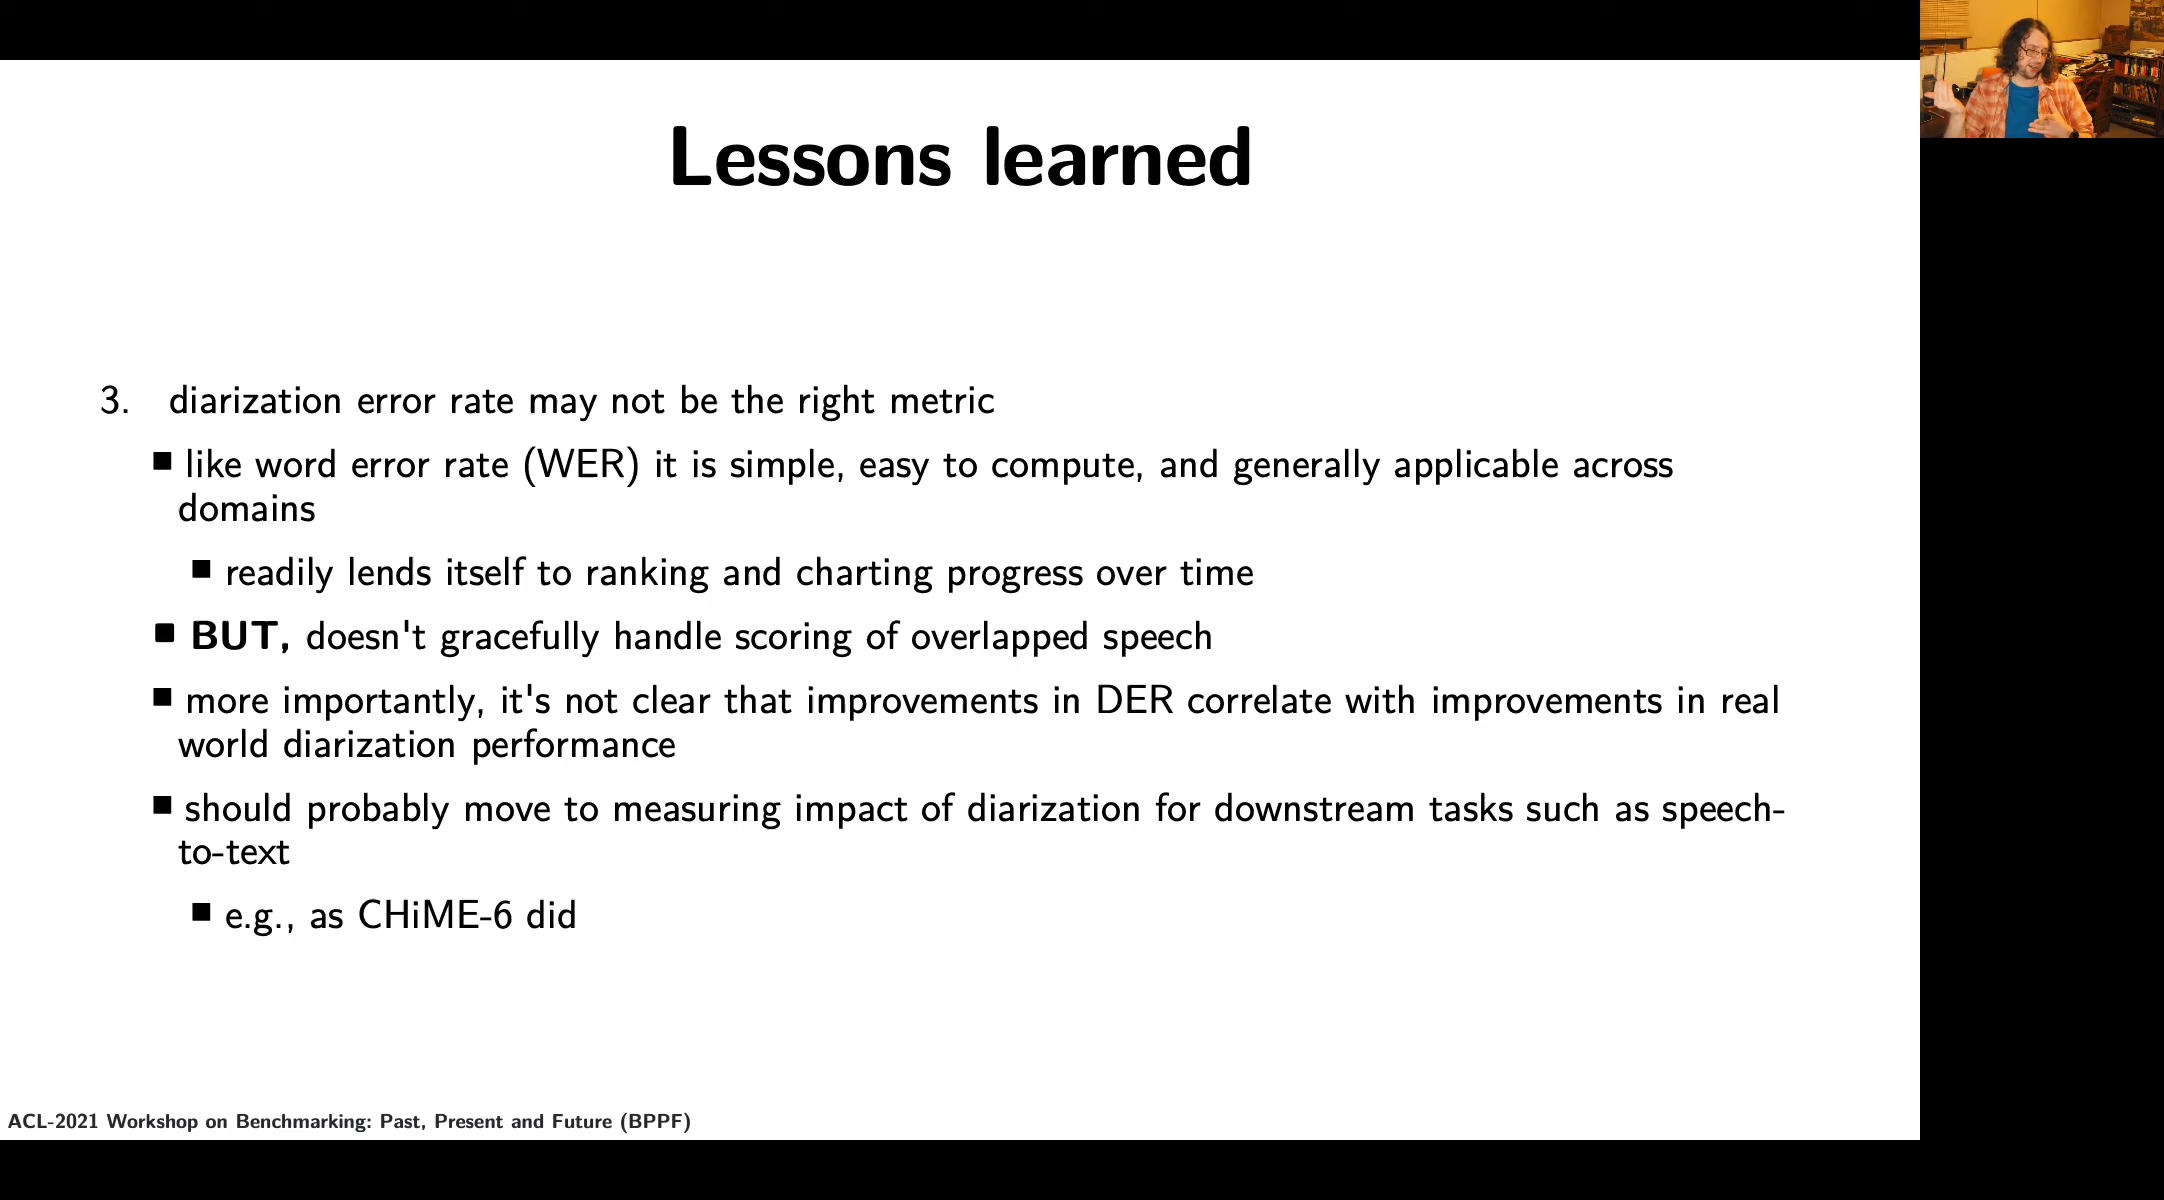 Lessons learned
3. diarization error rate may not be the right metric
■ like word error rate (WER) it is simple, easy to compute, and generally applicable across
domains
■ readily lends itself to ranking and charting progress over time
■ BUT, doesn't gracefully handle scoring of overlapped speech
■ more importantly, it's not clear that improvements in DER correlate with improvements in real
world diarization performance
■ should probably move to measuring impact of diarization for downstream tasks such as speech-
to-text
■ e.g., as CHiME-6 did
ACL-2021 Workshop on Benchmarking: Past, Present and Future (BPPF)